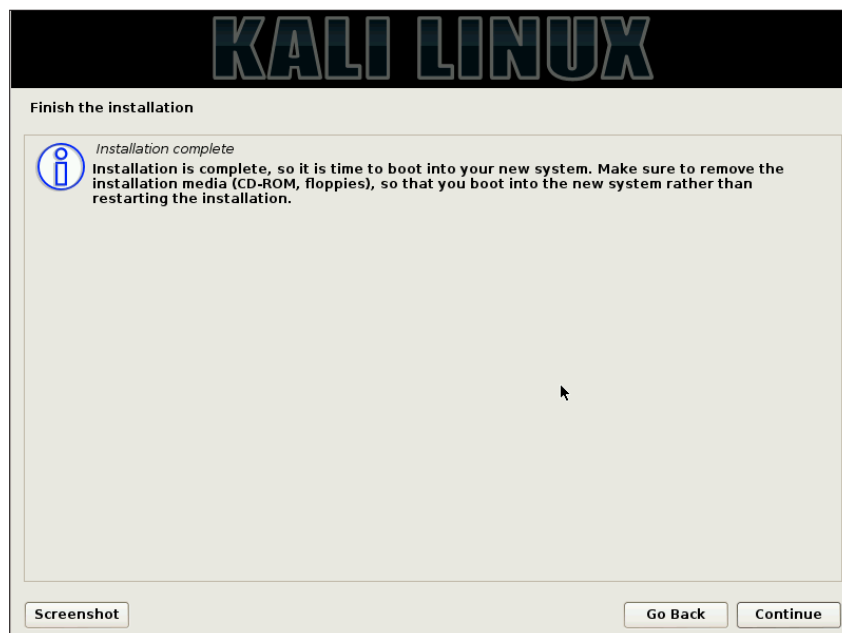 KALI LINUX
Finish the installation
Installation complete
Installation is complete, so it is time to boot into your new system. Make sure to remove the
installation media (CD-ROM, floppies), so that you boot into the new system rather than
restarting the installation.
Screenshot
Go Back
Continue